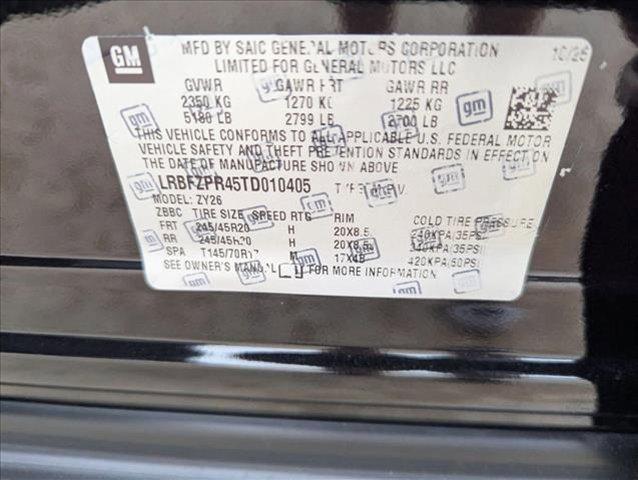 GM
MFD BY SAIC GENERAL MOTORS CORPORATION 10/25
LIMITED FOR GENERAL MOTORS LLC
GVWR GAWR FRT GAWR RR
2350 KG 1270 KG 1225 KG
5180 LB 2799 LB 2700 LB
THIS VEHICLE CONFORMS TO ALL APPLICABLE U.S. FEDERAL MOTOR
VEHICLE SAFETY AND THEFT PREVENTION STANDARDS IN EFFECT ON
THE DATE OF MANUFACTURE SHOWN ABOVE
LRBFZPR45TD010405 TYPE: M.P.V.
MODEL: ZY26
ZBBC TIRE SIZE SPEED RTG RIM COLD TIRE PRESSURE
FRT 245/45R20 H 20X8.5 240KPA(35PSI)
RR 245/45R20 H 20X8.5 240KPA(35PSI)
SPA T145/70R17 M 17X4B 420KPA(60PSI)
SEE OWNER'S MANUAL FOR MORE INFORMATION